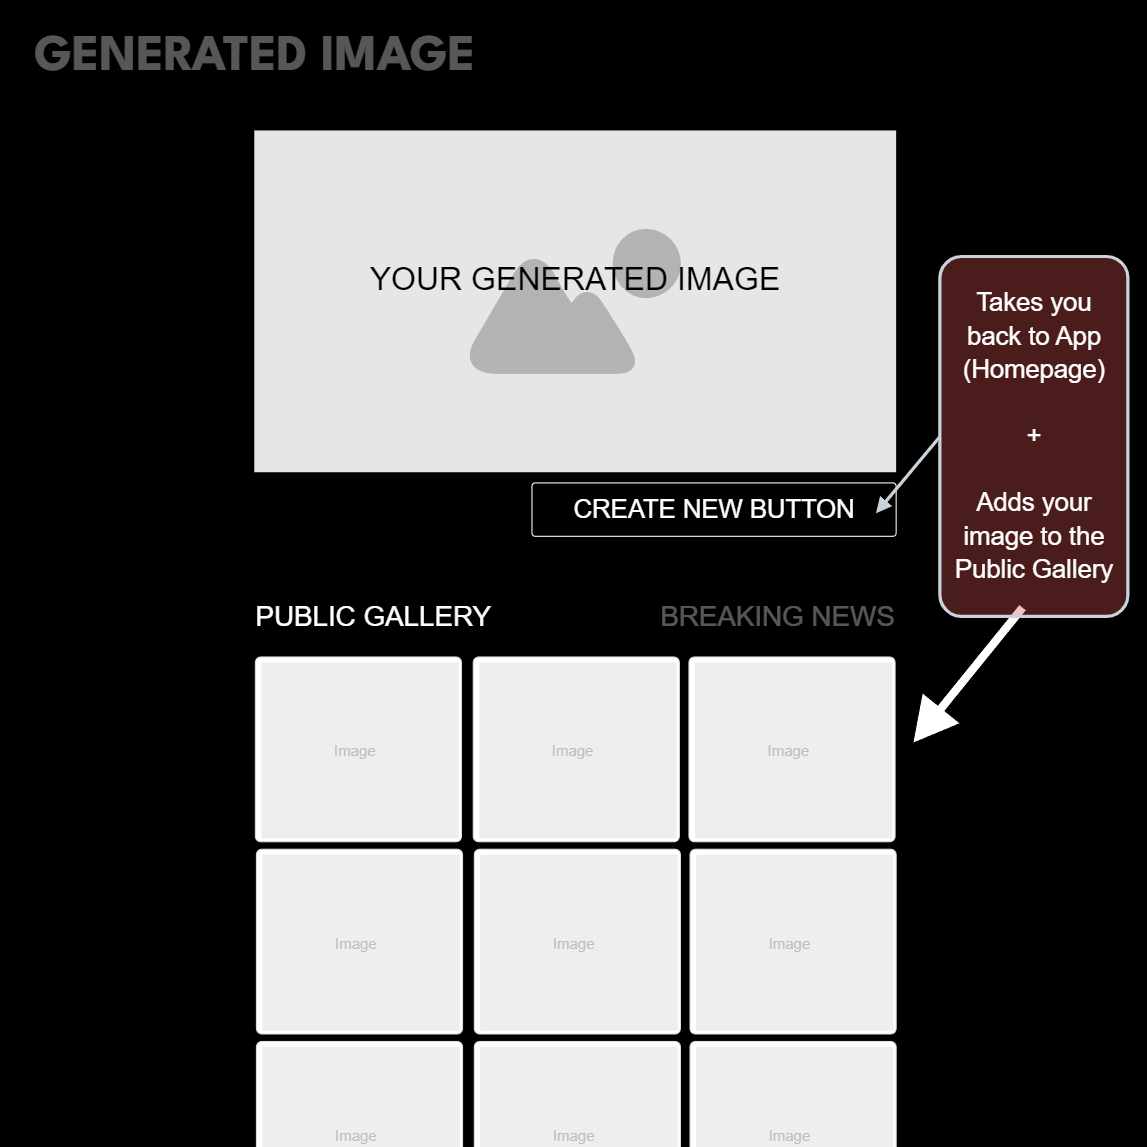 GENERATED IMAGE
YOUR GENERATED IMAGE
Takes you
back to App
(Homepage)
+
Adds your
image to the
Public Gallery
CREATE NEW BUTTON
PUBLIC GALLERY
BREAKING NEWS
Image
Image
Image
Image
Image
Image
Image
Image
Image